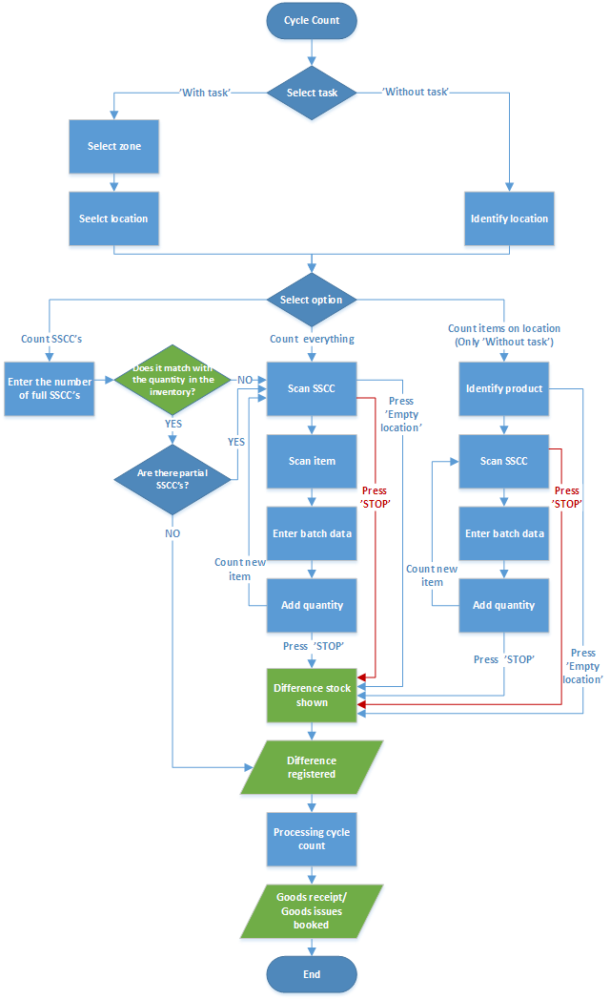 Cycle Count
Select task
'With task'
'Without task'
Select zone
Seelct location
Identify location
Select option
Count SSCC's
Count everything
Count items on location
(Only 'Without task')
Enter the number
of full SSCC's
Does it match with
the quantity in the
inventory?
NO
Scan SSCC
Press
'Empty
location'
Identify product
YES
Are there partial
SSCC's?
YES
Scan item
Press
'STOP'
Scan SSCC
Press
'STOP'
NO
Enter batch data
Enter batch data
Count new
item
Count new
item
Add quantity
Add quantity
Press 'STOP'
Press 'STOP'
Press
'Empty
location'
Difference stock
shown
Difference
registered
Processing cycle
count
Goods receipt/
Goods issues
booked
End